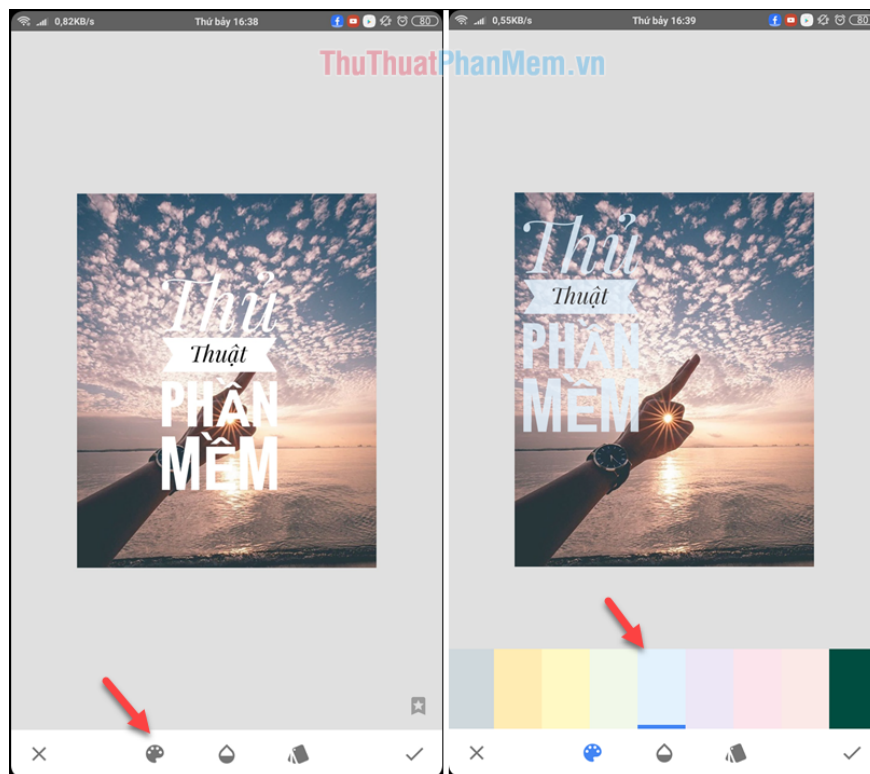 0,82KB/s Thứ bảy 16:38 80
0,55KB/s Thứ bảy 16:39 80
ThuThuatPhanMem.vn
Thủ
Thuật
PHẦN
MỀM
Thủ
Thuật
PHẦN
MỀM